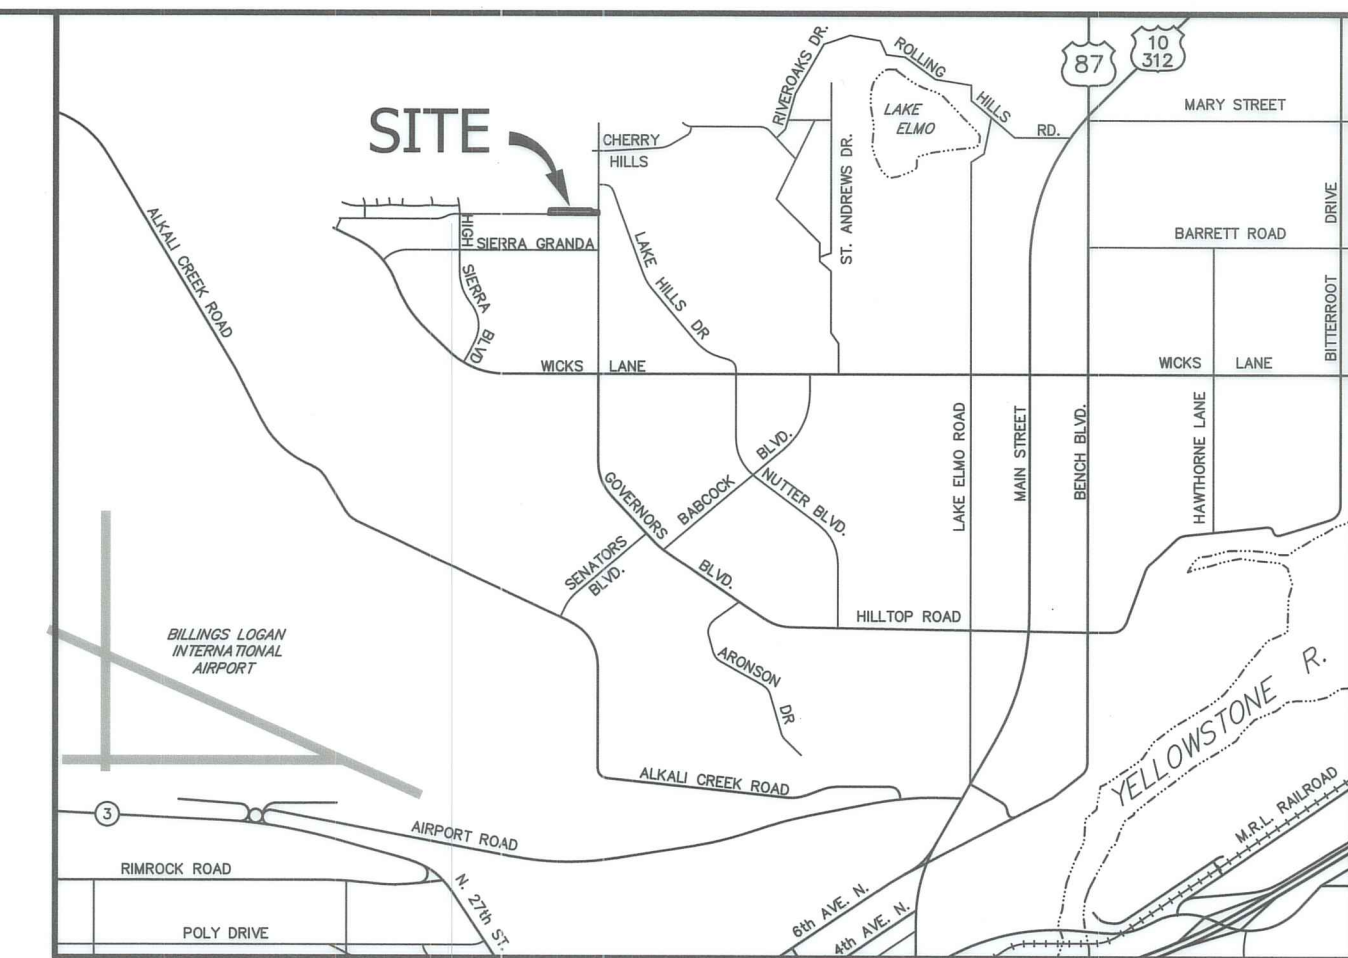 87
10
312
SITE
RIVEROAKS DR.
ROLLING
HILLS
RD.
LAKE
ELMO
MARY STREET
CHERRY
HILLS
ST. ANDREWS DR.
ALKALI CREEK ROAD
HIGH
SIERRA
BLVD
SIERRA GRANDA
LAKE
HILLS DR
BARRETT ROAD
BITTERROOT
DRIVE
WICKS LANE
WICKS LANE
LAKE ELMO ROAD
MAIN STREET
BENCH BLVD.
HAWTHORNE LANE
GOVERNORS
BLVD.
BABCOCK
BLVD.
NUTTER BLVD.
SENATORS
BLVD.
HILLTOP ROAD
BILLINGS LOGAN
INTERNATIONAL
AIRPORT
ARONSON
DR
YELLOWSTONE R.
ALKALI CREEK ROAD
M.R.L. RAILROAD
3
AIRPORT ROAD
RIMROCK ROAD
N. 27th ST.
6th AVE. N.
4th AVE. N.
POLY DRIVE